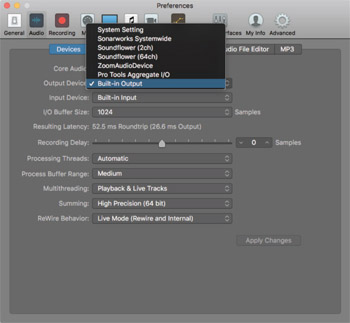 Preferences
General
Audio
Recording
System Setting
Sonarworks Systemwide
Soundflower (2ch)
Soundflower (64ch)
ZoomAudioDevice
Pro Tools Aggregate I/O
✓ Built-in Output
My Info
Advanced
Devices
Audio File Editor
MP3
Core Audio
Output Device
Input Device: Built-in Input
I/O Buffer Size: 1024 Samples
Resulting Latency: 52.5 ms Roundtrip (26.6 ms Output)
Recording Delay: 0 Samples
Processing Threads: Automatic
Process Buffer Range: Medium
Multithreading: Playback & Live Tracks
Summing: High Precision (64 bit)
ReWire Behavior: Live Mode (Rewire and Internal)
Apply Changes